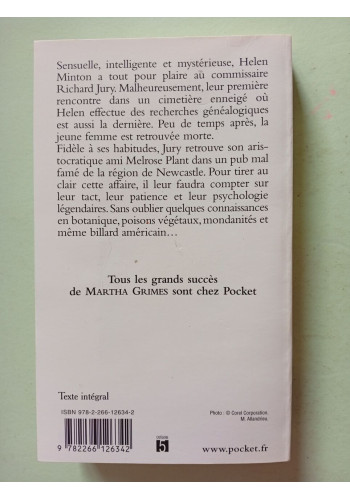 Sensuelle, intelligente et mystérieuse, Helen
Minton a tout pour plaire au commissaire
Richard Jury. Malheureusement, leur première
rencontre dans un cimetière enneigé où
Helen effectue des recherches généalogiques
est aussi la dernière. Peu de temps après, la
jeune femme est retrouvée morte.
Fidèle à ses habitudes, Jury retrouve son aris-
tocratique ami Melrose Plant dans un pub mal
famé de la région de Newcastle. Pour tirer au
clair cette affaire, il leur faudra compter sur
leur tact, leur patience et leur psychologie
légendaires. Sans oublier quelques connaissances
en botanique, poisons végétaux, mondanités et
même billard américain…
Tous les grands succès
de MARTHA GRIMES sont chez Pocket
Texte intégral
ISBN 978-2-266-12634-2
Photo : © Corel Corporation,
9 782266 126342
5
www.pocket.fr